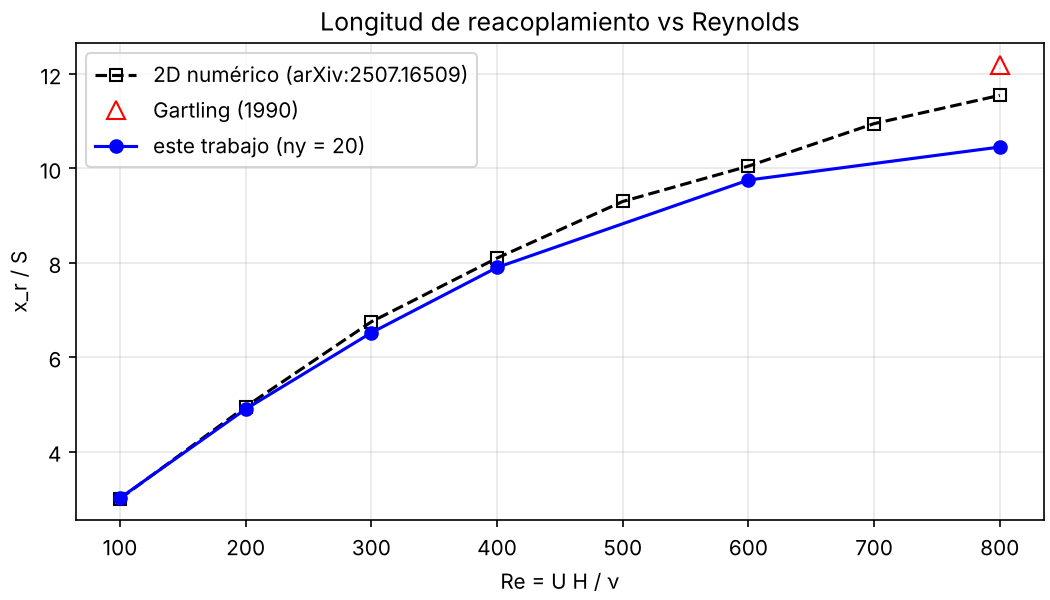 Longitud de reacoplamiento vs Reynolds
2D numérico (arXiv:2507.16509)
Gartling (1990)
este trabajo (ny = 20)
x_r / S
12
10
8
6
4
100 200 300 400 500 600 700 800
Re = U H / ν